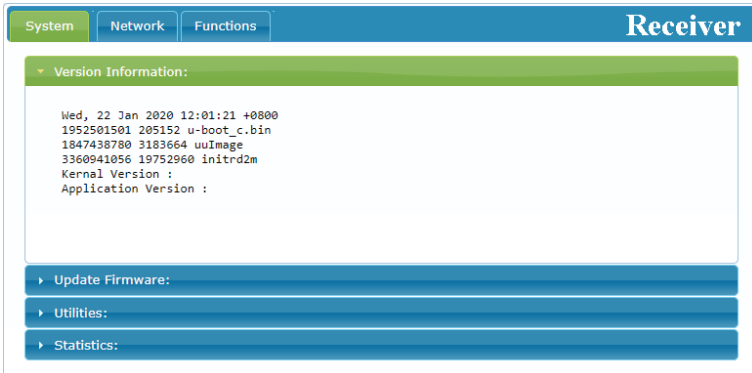 System Network Functions Receiver
Version Information:
Wed, 22 Jan 2020 12:01:21 +0800
1952501501 205152 u-boot_c.bin
1847438780 3183664 uuImage
3360941056 19752960 initrd2m
Kernal Version :
Application Version :
Update Firmware:
Utilities:
Statistics: